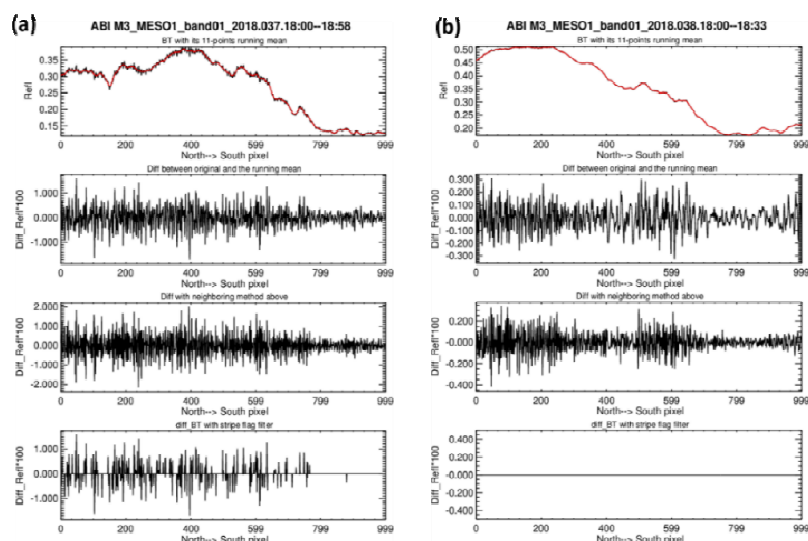 (a)
ABI M3_MESO1_band01_2018.037.18:00--18:58
BT with its 11-points running mean
Refl
0.35
0.30
0.25
0.20
0.15
0 200 400 599 799 999
North--> South pixel
Diff between original and the running mean
Diff_Refl*100
1.000
0.000
-1.000
0 200 400 599 799 999
North--> South pixel
Diff with neighboring method above
Diff_Refl*100
2.000
1.000
0.000
-1.000
-2.000
0 200 400 599 799 999
North--> South pixel
diff_BT with stripe flag filter
Diff_Refl*100
1.000
0.000
-1.000
0 200 400 599 799 999
North--> South pixel
(b)
ABI M3_MESO1_band01_2018.038.18:00--18:33
BT with its 11-points running mean
Refl
0.50
0.45
0.40
0.35
0.30
0.25
0.20
0 200 400 599 799 999
North--> South pixel
Diff between original and the running mean
Diff_Refl*100
0.300
0.200
0.100
0.000
-0.100
-0.200
-0.300
0 200 400 599 799 999
North--> South pixel
Diff with neighboring method above
Diff_Refl*100
0.200
-0.000
-0.200
-0.400
0 200 400 599 799 999
North--> South pixel
diff_BT with stripe flag filter
Diff_Refl*100
0.400
0.200
-0.000
-0.200
-0.400
0 200 400 599 799 999
North--> South pixel